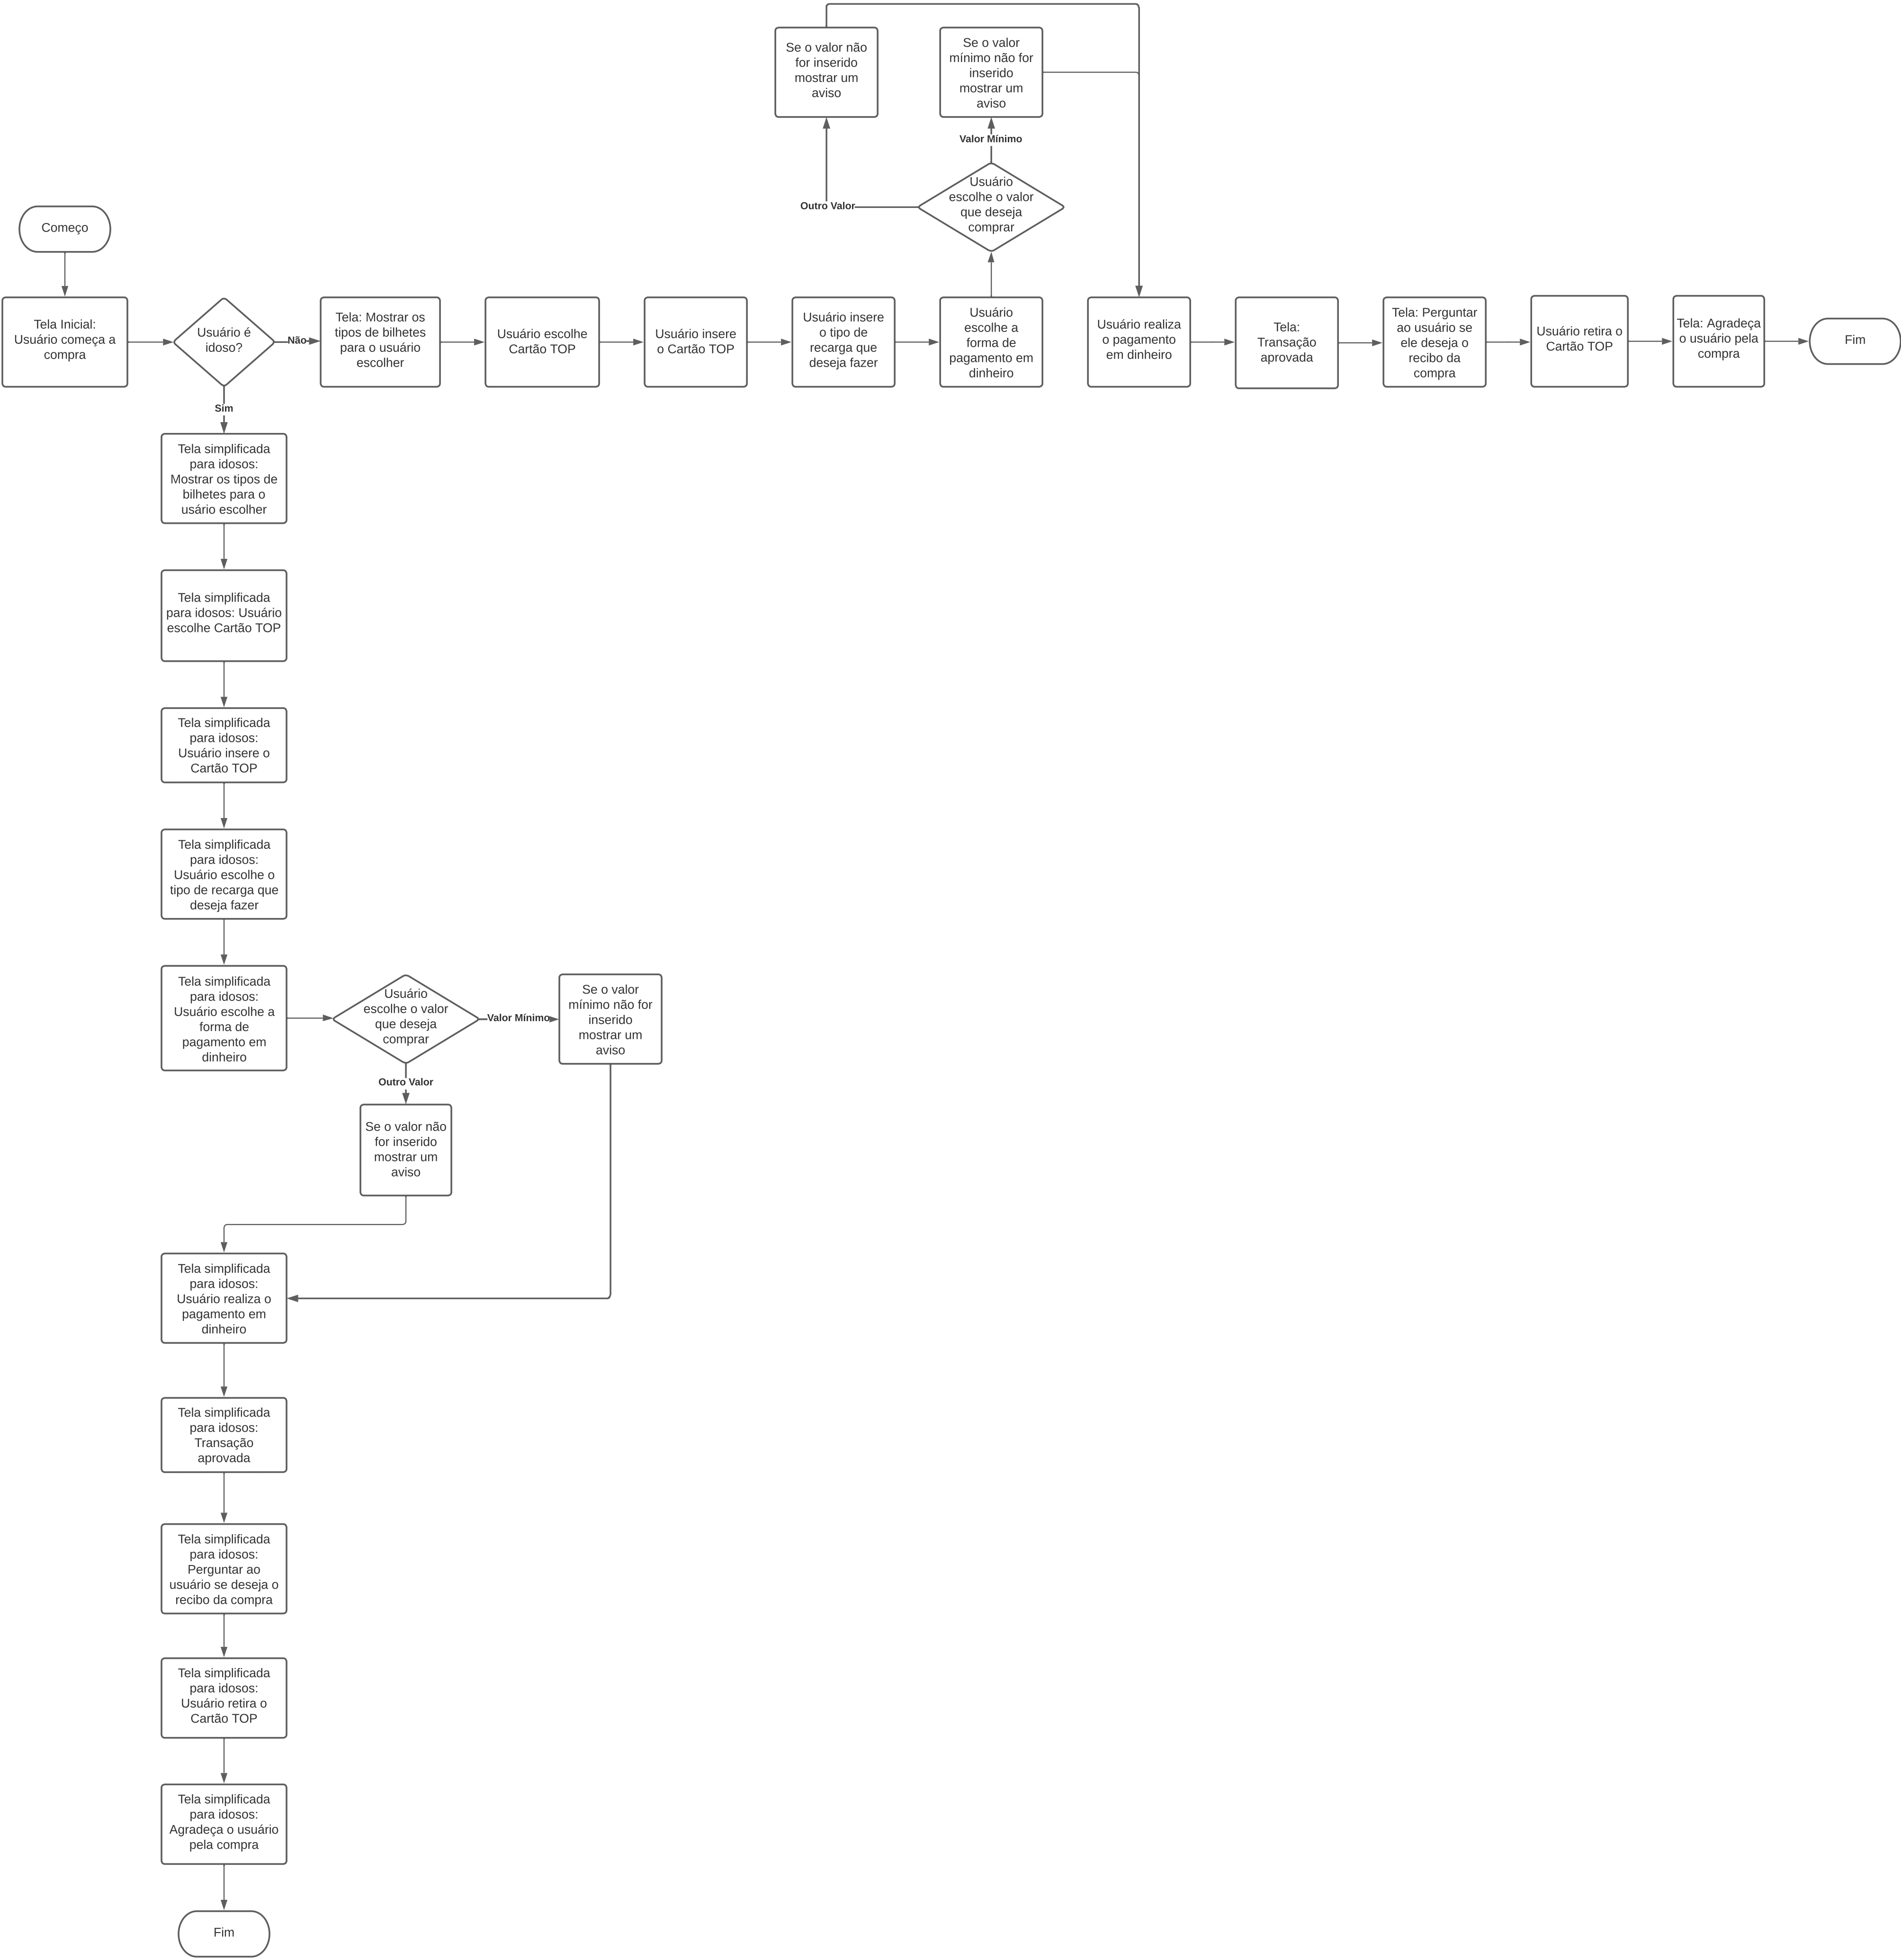 Se o valor não
for inserido
mostrar um
aviso
Se o valor
mínimo não for
inserido
mostrar um
aviso
Valor Mínimo
Usuário
escolhe o valor
que deseja
comprar
Outro Valor
Começo
Tela Inicial:
Usuário começa a
compra
Usuário é
idoso?
Não
Tela: Mostrar os
tipos de bilhetes
para o usuário
escolher
Usuário escolhe
Cartão TOP
Usuário insere
o Cartão TOP
Usuário insere
o tipo de
recarga que
deseja fazer
Usuário
escolhe a
forma de
pagamento em
dinheiro
Usuário realiza
o pagamento
em dinheiro
Tela:
Transação
aprovada
Tela: Perguntar
ao usuário se
ele deseja o
recibo da
compra
Usuário retira o
Cartão TOP
Tela: Agradeça
o usuário pela
compra
Fim
Sim
Tela simplificada
para idosos:
Mostrar os tipos de
bilhetes para o
usário escolher
Tela simplificada
para idosos: Usuário
escolhe Cartão TOP
Tela simplificada
para idosos:
Usuário insere o
Cartão TOP
Tela simplificada
para idosos:
Usuário escolhe o
tipo de recarga que
deseja fazer
Tela simplificada
para idosos:
Usuário escolhe a
forma de
pagamento em
dinheiro
Usuário
escolhe o valor
que deseja
comprar
Valor Mínimo
Se o valor
mínimo não for
inserido
mostrar um
aviso
Outro Valor
Se o valor não
for inserido
mostrar um
aviso
Tela simplificada
para idosos:
Usuário realiza o
pagamento em
dinheiro
Tela simplificada
para idosos:
Transação
aprovada
Tela simplificada
para idosos:
Perguntar ao
usuário se deseja o
recibo da compra
Tela simplificada
para idosos:
Usuário retira o
Cartão TOP
Tela simplificada
para idosos:
Agradeça o usuário
pela compra
Fim